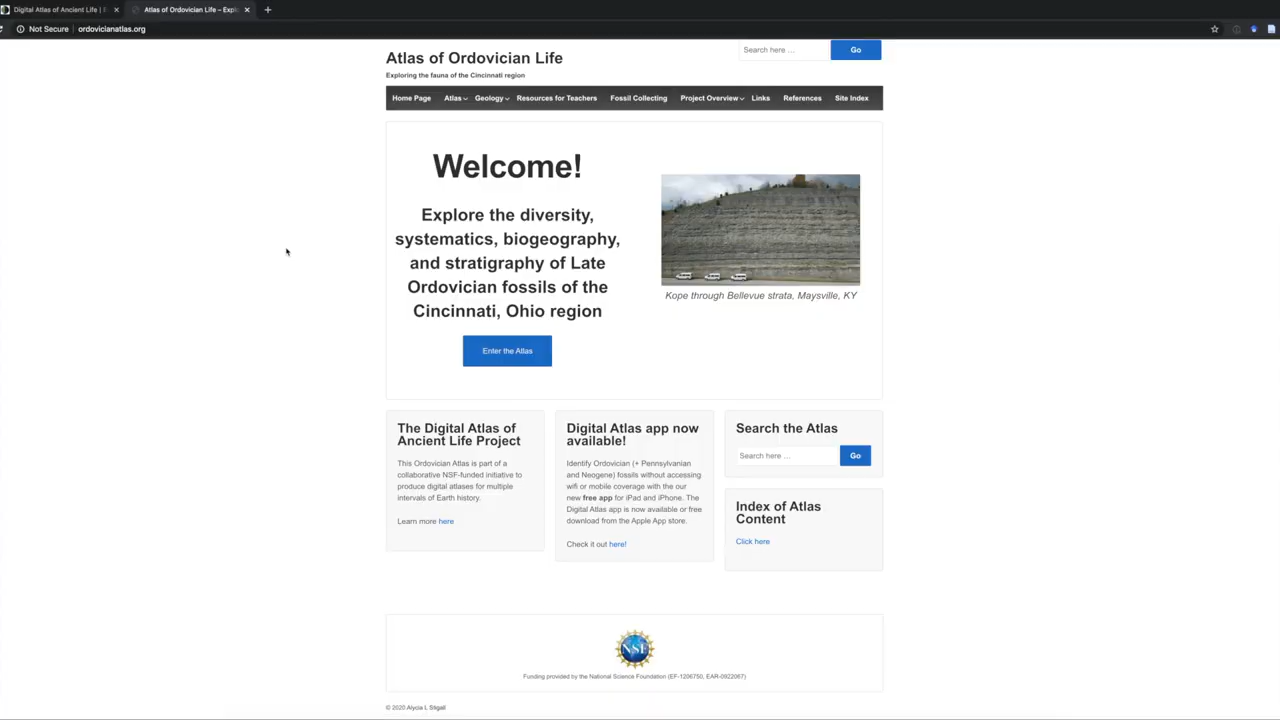 Digital Atlas of Ancient Life |
Atlas of Ordovician Life – Explo
Not Secure | ordovicianatlas.org
Atlas of Ordovician Life
Exploring the fauna of the Cincinnati region
Search here …
Go
Home Page Atlas Geology Resources for Teachers Fossil Collecting Project Overview Links References Site Index
Welcome!
Explore the diversity,
systematics, biogeography,
and stratigraphy of Late
Ordovician fossils of the
Cincinnati, Ohio region
Enter the Atlas
Kope through Bellevue strata, Maysville, KY
The Digital Atlas of
Ancient Life Project
This Ordovician Atlas is part of a
collaborative NSF-funded initiative to
produce digital atlases for multiple
intervals of Earth history.
Learn more here
Digital Atlas app now
available!
Identify Ordovician (+ Pennsylvanian
and Neogene) fossils without accessing
wifi or mobile coverage with the our
new free app for iPad and iPhone. The
Digital Atlas app is now available or free
download from the Apple App store.
Check it out here!
Search the Atlas
Search here …
Go
Index of Atlas
Content
Click here
NSF
Funding provided by the National Science Foundation (EF-1206750, EAR-0922067)
© 2020 Alycia L Stigall